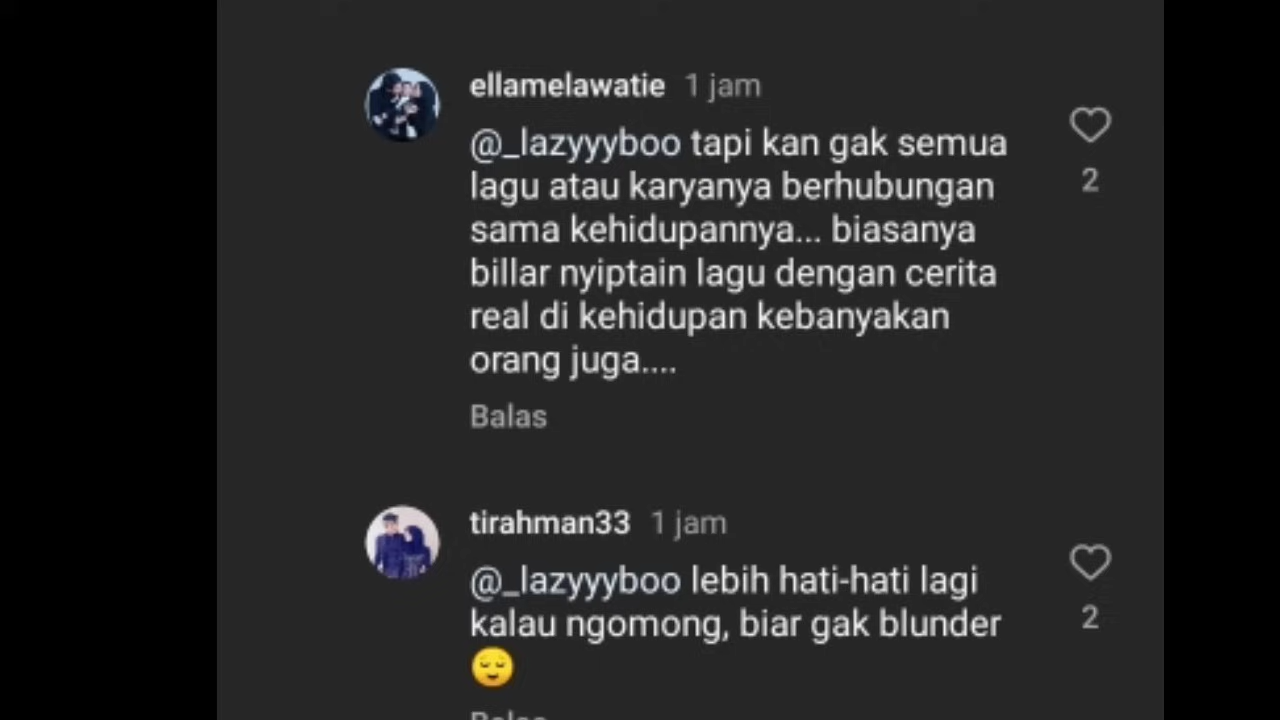 ellamelawatie 1 jam
@_lazyyyboo tapi kan gak semua
lagu atau karyanya berhubungan
sama kehidupannya... biasanya
billar nyiptain lagu dengan cerita
real di kehidupan kebanyakan
orang juga....
2
Balas
tirahman33 1 jam
@_lazyyyboo lebih hati-hati lagi
kalau ngomong, biar gak blunder
2
Balas